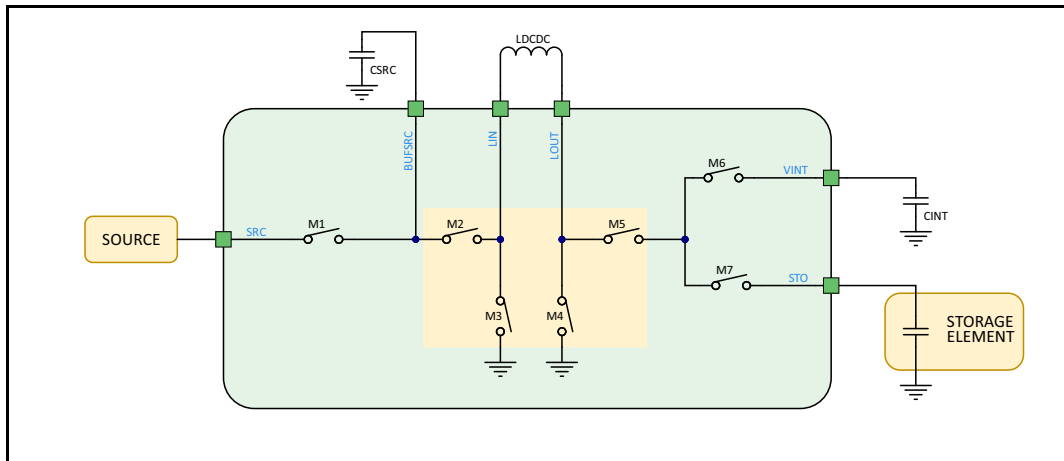 LDCDC
CSRC
BUFSRC
LIN
LOUT
M6
VINT
CINT
SOURCE
SRC
M1
M2
M5
M7
STO
M3
M4
STORAGE
ELEMENT